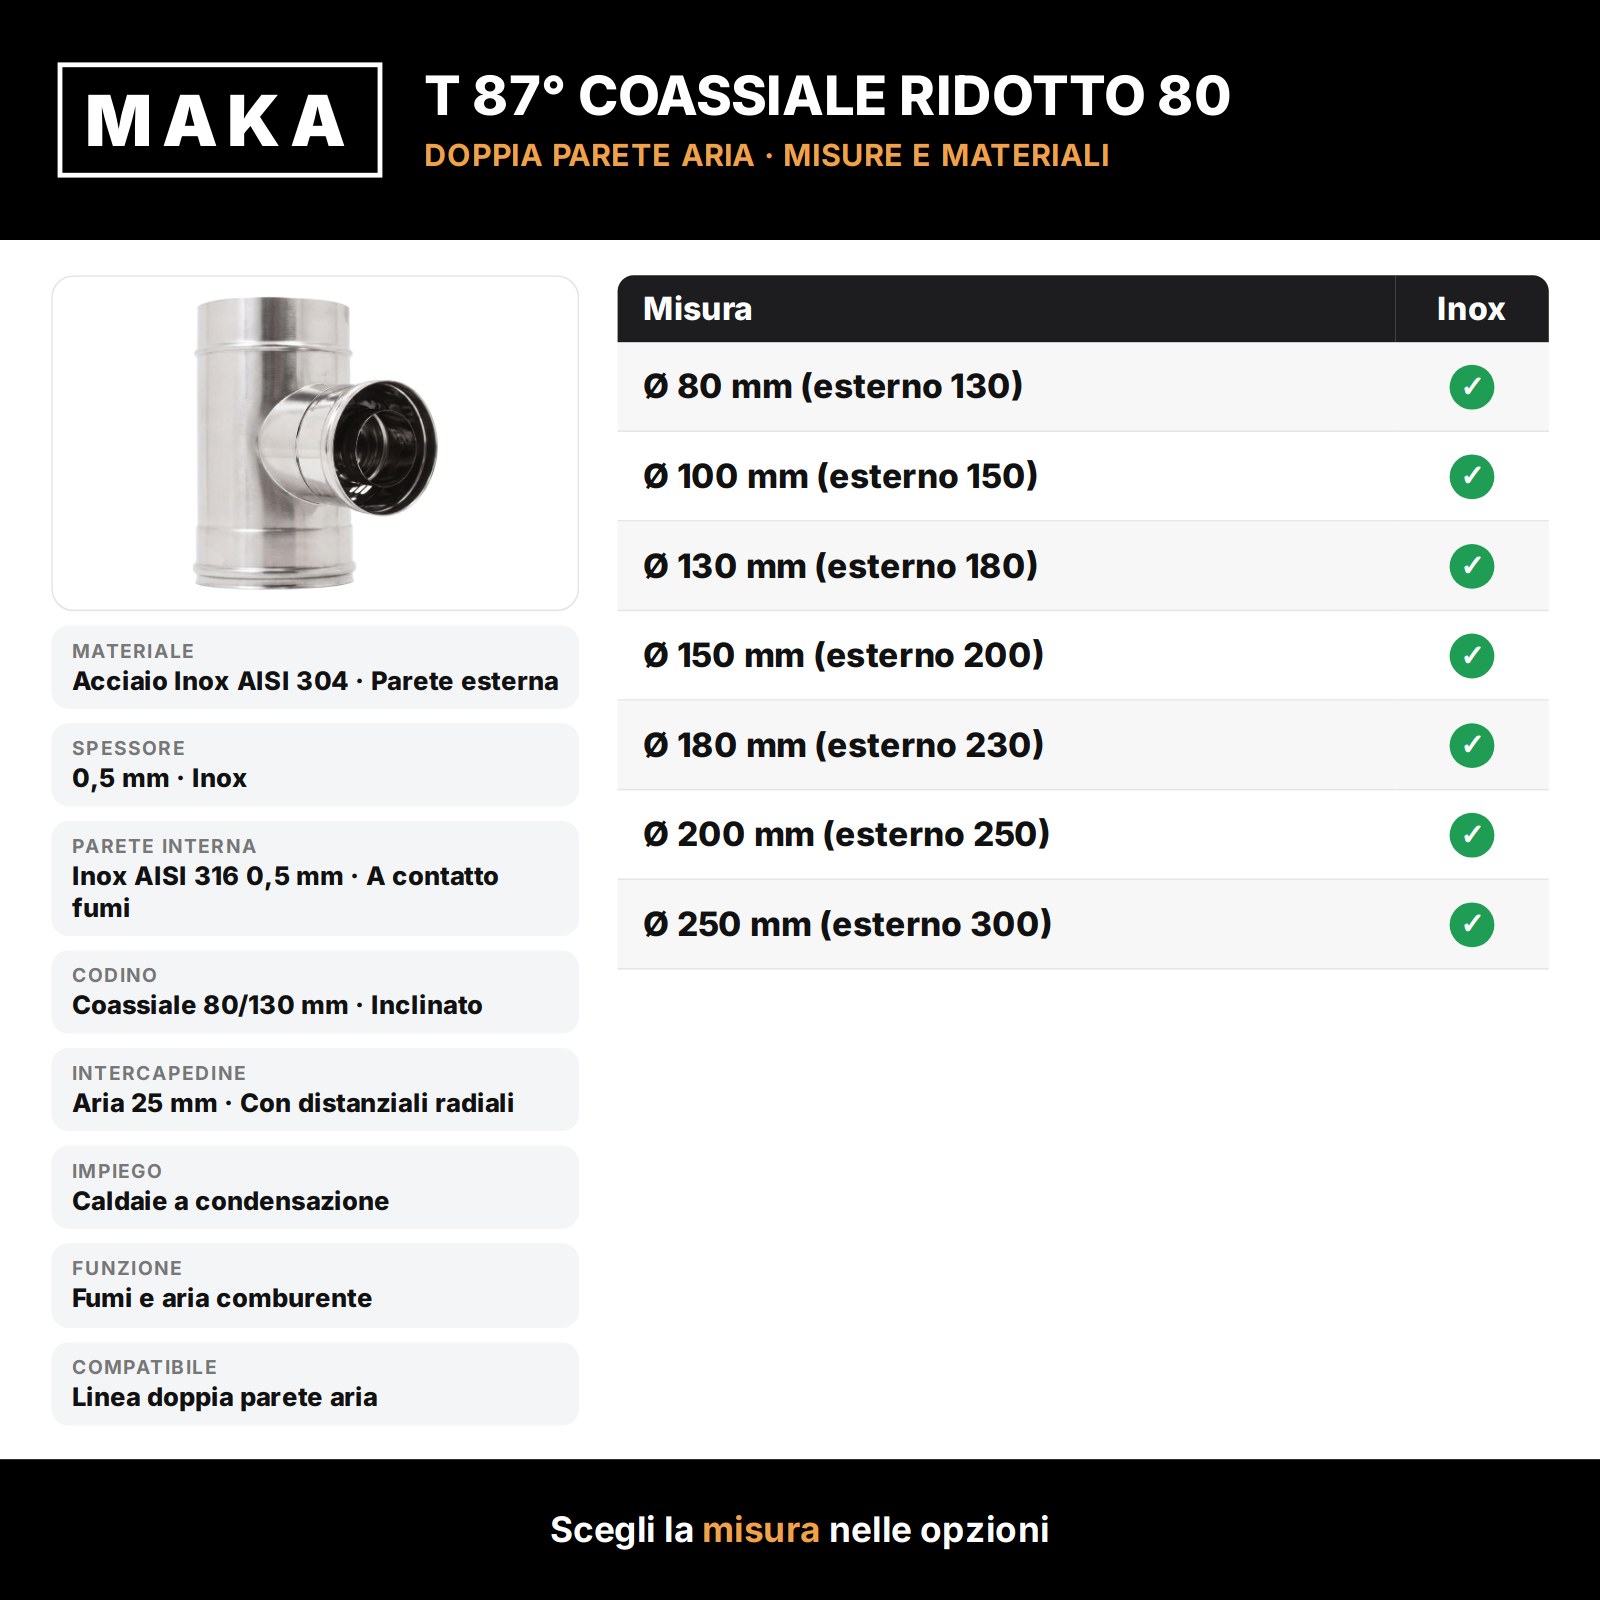 MAKA
T 87° COASSIALE RIDOTTO 80
DOPPIA PARETE ARIA · MISURE E MATERIALI
MATERIALE
Acciaio Inox AISI 304 · Parete esterna
SPESSORE
0,5 mm · Inox
PARETE INTERNA
Inox AISI 316 0,5 mm · A contatto
fumi
CODINO
Coassiale 80/130 mm · Inclinato
INTERCAPEDINE
Aria 25 mm · Con distanziali radiali
IMPIEGO
Caldaie a condensazione
FUNZIONE
Fumi e aria comburente
COMPATIBILE
Linea doppia parete aria
Misura Inox
Ø 80 mm (esterno 130) ✓
Ø 100 mm (esterno 150) ✓
Ø 130 mm (esterno 180) ✓
Ø 150 mm (esterno 200) ✓
Ø 180 mm (esterno 230) ✓
Ø 200 mm (esterno 250) ✓
Ø 250 mm (esterno 300) ✓
Scegli la misura nelle opzioni